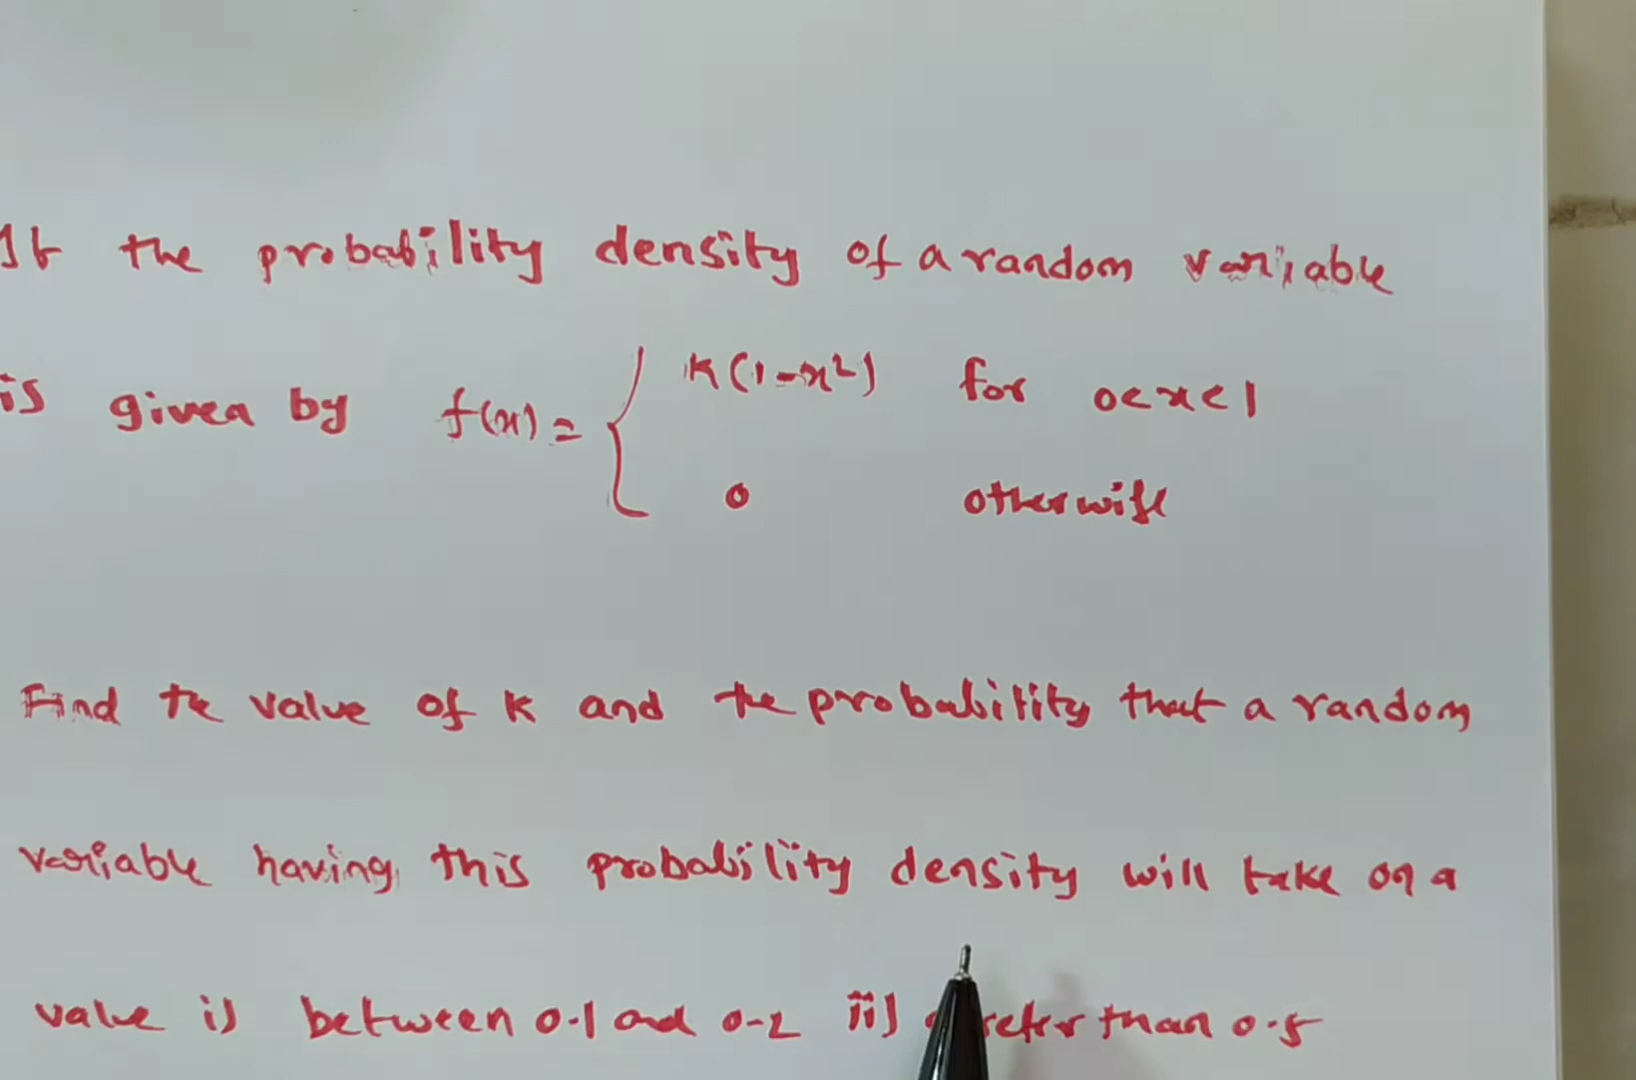 If the probability density of a random variable
is given by f(x) = { k(1-x²) for 0<x<1
0 otherwise
Find the value of k and the probability that a random
variable having this probability density will take on a
value i) between 0.1 and 0.2 ii) than 0.5